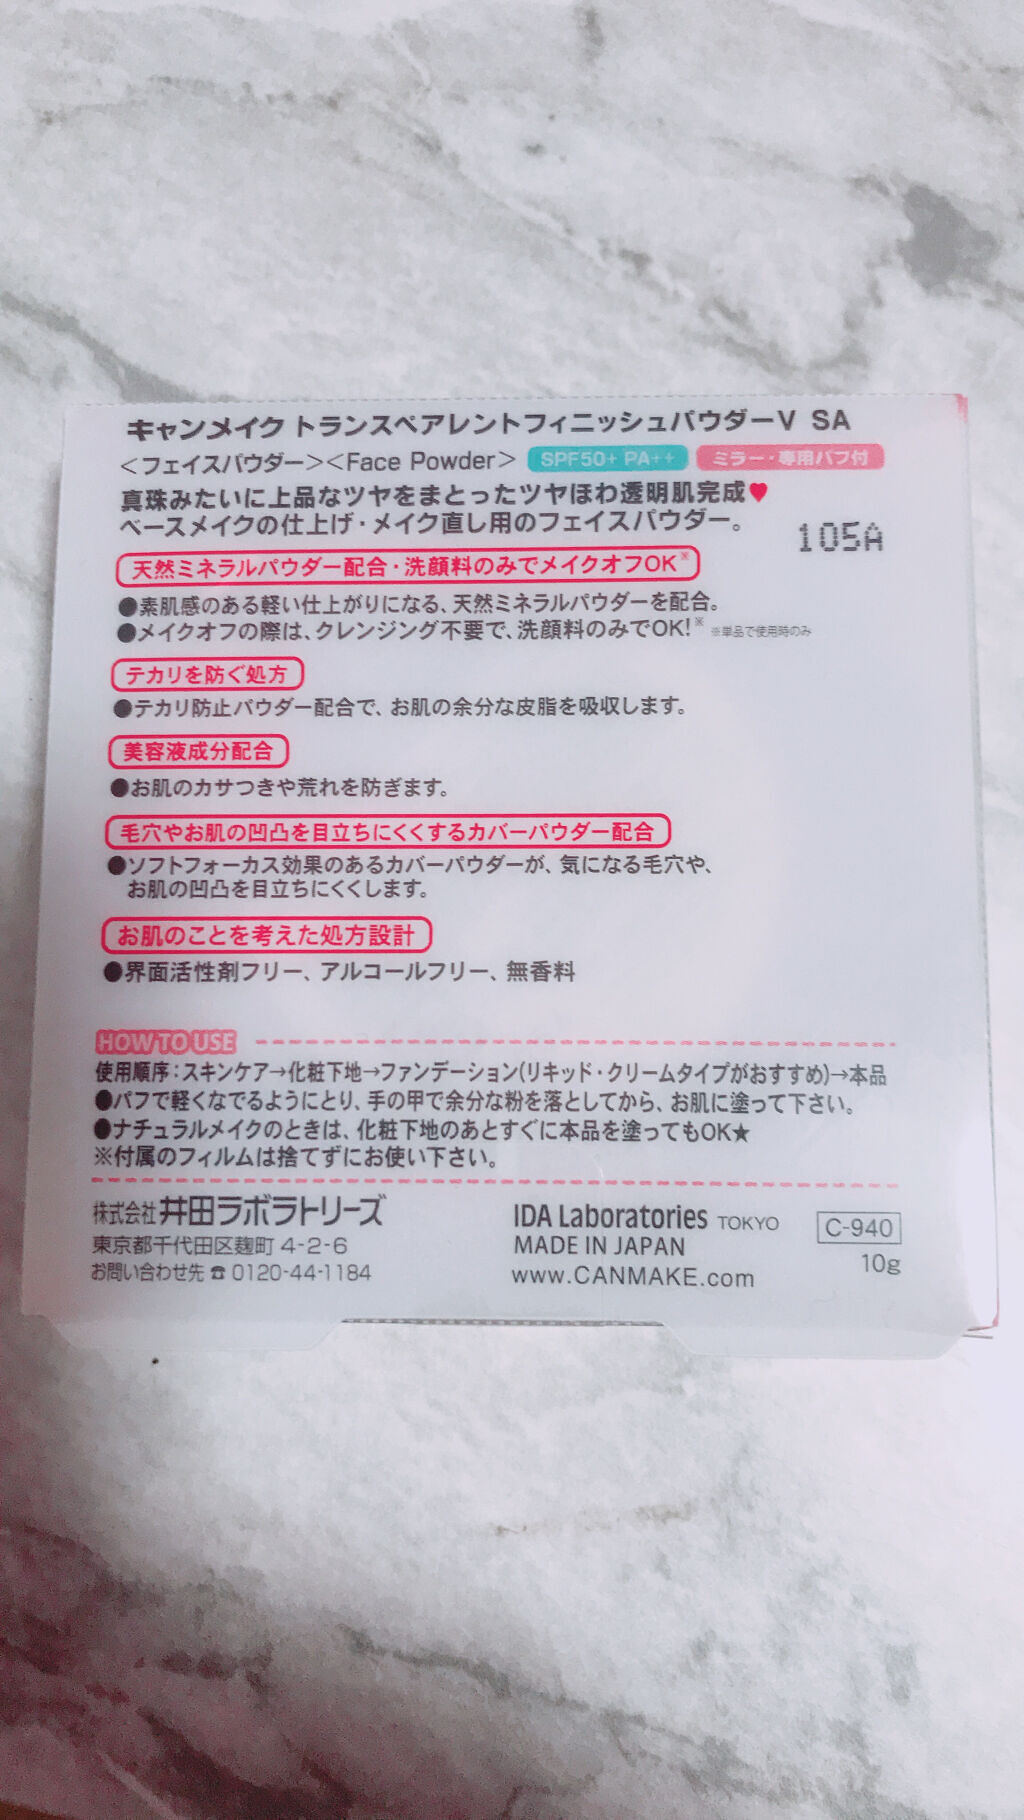 キャンメイク トランスペアレントフィニッシュパウダーV SA
＜フェイスパウダー＞＜Face Powder＞ SPF50+ PA++ ミラー・専用パフ付
真珠みたいに上品なツヤをまとったツヤほわ透明肌完成♥
ベースメイクの仕上げ・メイク直し用のフェイスパウダー。
105A
天然ミネラルパウダー配合・洗顔料のみでメイクオフOK※
●素肌感のある軽い仕上がりになる、天然ミネラルパウダーを配合。
●メイクオフの際は、クレンジング不要で、洗顔料のみでOK!※ ※単品で使用時のみ
テカリを防ぐ処方
●テカリ防止パウダー配合で、お肌の余分な皮脂を吸収します。
美容液成分配合
●お肌のカサつきや荒れを防ぎます。
毛穴やお肌の凹凸を目立ちにくくするカバーパウダー配合
●ソフトフォーカス効果のあるカバーパウダーが、気になる毛穴や、
お肌の凹凸を目立ちにくくします。
お肌のことを考えた処方設計
●界面活性剤フリー、アルコールフリー、無香料
HOW TO USE
使用順序：スキンケア→化粧下地→ファンデーション(リキッド・クリームタイプがおすすめ)→本品
●パフで軽くなでるようにとり、手の甲で余分な粉を落としてから、お肌に塗って下さい。
●ナチュラルメイクのときは、化粧下地のあとすぐに本品を塗ってもOK★
※付属のフィルムは捨てずにお使い下さい。
株式会社 井田ラボラトリーズ
東京都千代田区麹町 4-2-6
お問い合わせ先 ☎ 0120-44-1184
IDA Laboratories TOKYO
MADE IN JAPAN
www.CANMAKE.com
C-940
10g